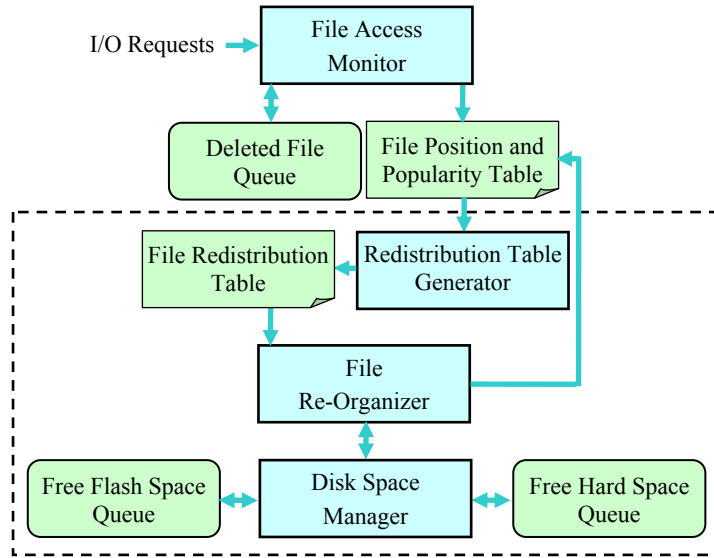 I/O Requests
File Access
Monitor
Deleted File
Queue
File Position and
Popularity Table
File Redistribution
Table
Redistribution Table
Generator
File
Re-Organizer
Free Flash Space
Queue
Disk Space
Manager
Free Hard Space
Queue